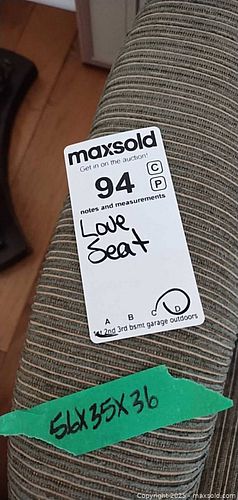 maxsold
Get in on the auction!
94 C
P
notes and measurements
Love
Seat
A B C D
1st 2nd 3rd bsmt garage outdoors
56X35X36
Copyright 2025 - maxsold.com